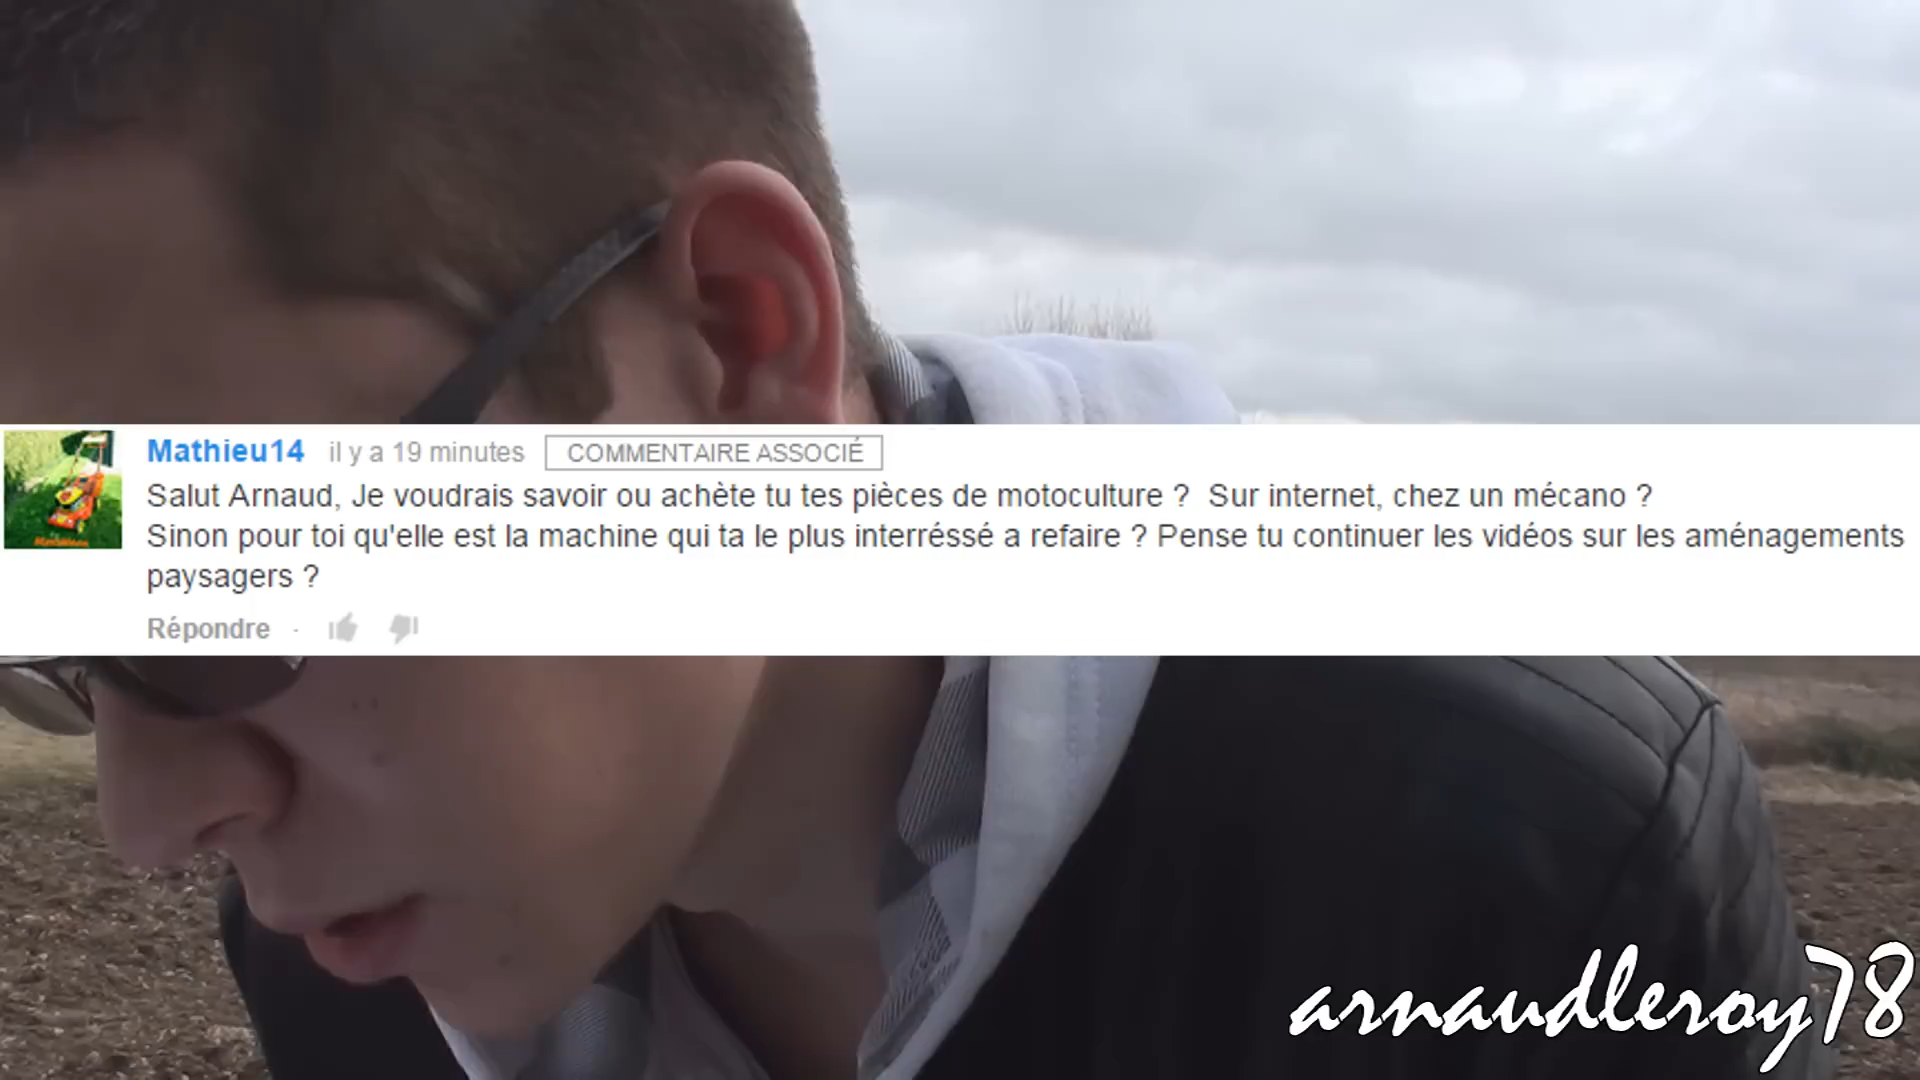 Mathieu14 il y a 19 minutes COMMENTAIRE ASSOCIÉ
Salut Arnaud, Je voudrais savoir ou achète tu tes pièces de motoculture ? Sur internet, chez un mécano ?
Sinon pour toi qu'elle est la machine qui ta le plus interréssé a refaire ? Pense tu continuer les vidéos sur les aménagements
paysagers ?
Répondre ·
arnaudleroy78